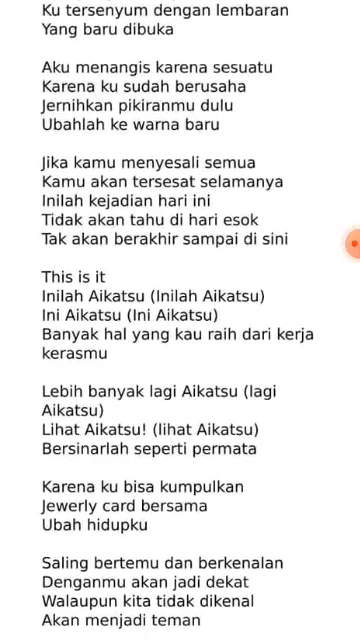 Ku tersenyum dengan lembaran
Yang baru dibuka
Aku menangis karena sesuatu
Karena ku sudah berusaha
Jernihkan pikiranmu dulu
Ubahlah ke warna baru
Jika kamu menyesali semua
Kamu akan tersesat selamanya
Inilah kejadian hari ini
Tidak akan tahu di hari esok
Tak akan berakhir sampai di sini
This is it
Inilah Aikatsu (Inilah Aikatsu)
Ini Aikatsu (Ini Aikatsu)
Banyak hal yang kau raih dari kerja
kerasmu
Lebih banyak lagi Aikatsu (lagi
Aikatsu)
Lihat Aikatsu! (lihat Aikatsu)
Bersinarlah seperti permata
Karena ku bisa kumpulkan
Jewerly card bersama
Ubah hidupku
Saling bertemu dan berkenalan
Denganmu akan jadi dekat
Walaupun kita tidak dikenal
Akan menjadi teman